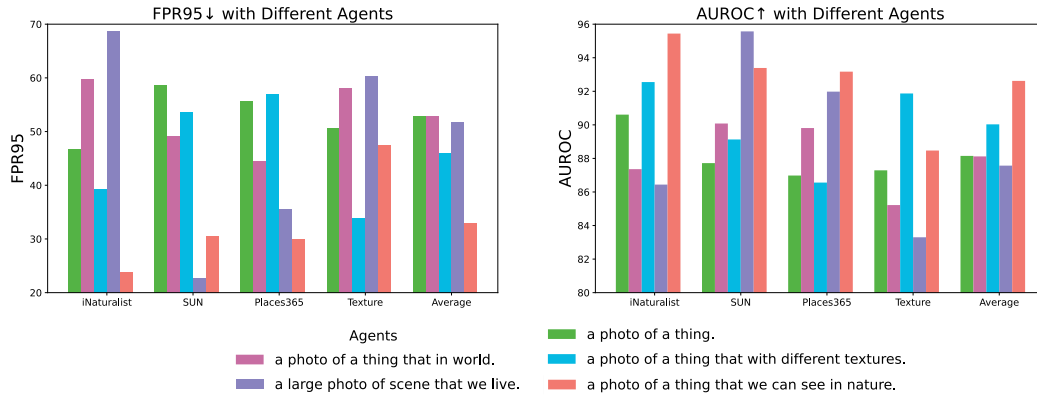 FPR95↓ with Different Agents
70
60
50
40
30
20
FPR95
iNaturalist SUN Places365 Texture Average
AUROC↑ with Different Agents
96
94
92
90
88
86
84
82
80
AUROC
iNaturalist SUN Places365 Texture Average
Agents
a photo of a thing.
a photo of a thing that in world.
a photo of a thing that with different textures.
a large photo of scene that we live.
a photo of a thing that we can see in nature.